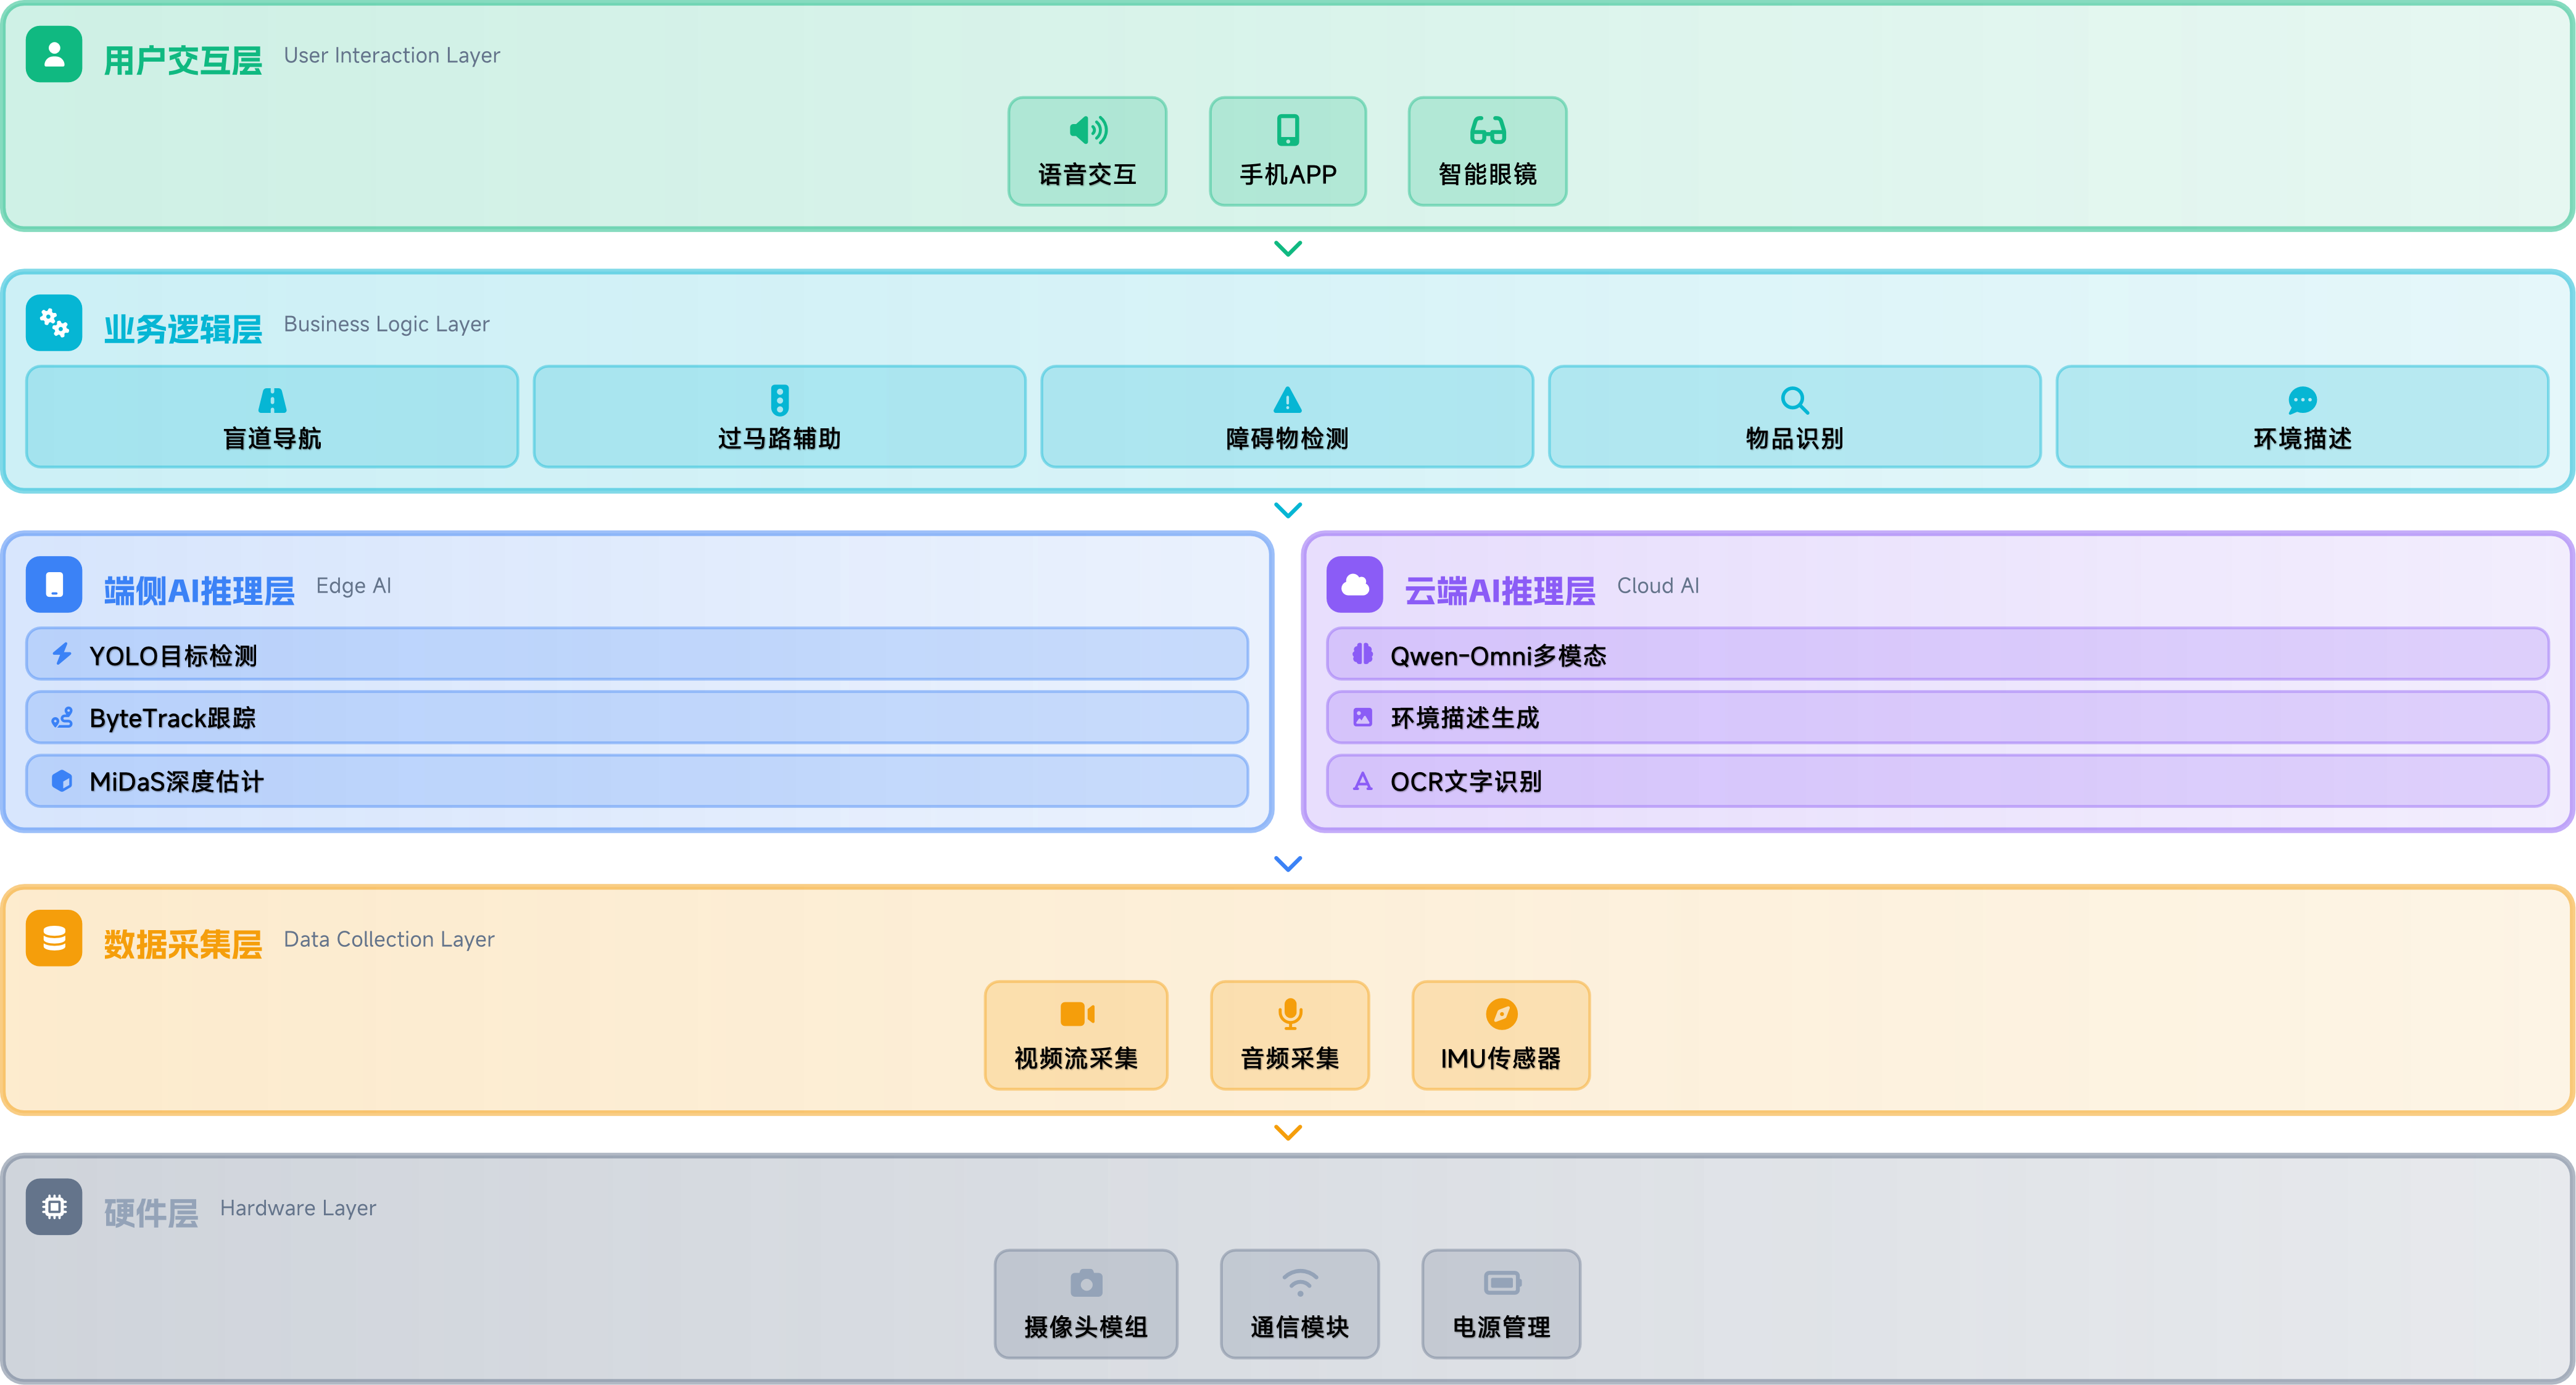 用户交互层 User Interaction Layer
语音交互 手机APP 智能眼镜
业务逻辑层 Business Logic Layer
盲道导航 过马路辅助 障碍物检测 物品识别 环境描述
端侧AI推理层 Edge AI
YOLO目标检测
ByteTrack跟踪
MiDaS深度估计
云端AI推理层 Cloud AI
Qwen-Omni多模态
环境描述生成
OCR文字识别
数据采集层 Data Collection Layer
视频流采集 音频采集 IMU传感器
硬件层 Hardware Layer
摄像头模组 通信模块 电源管理